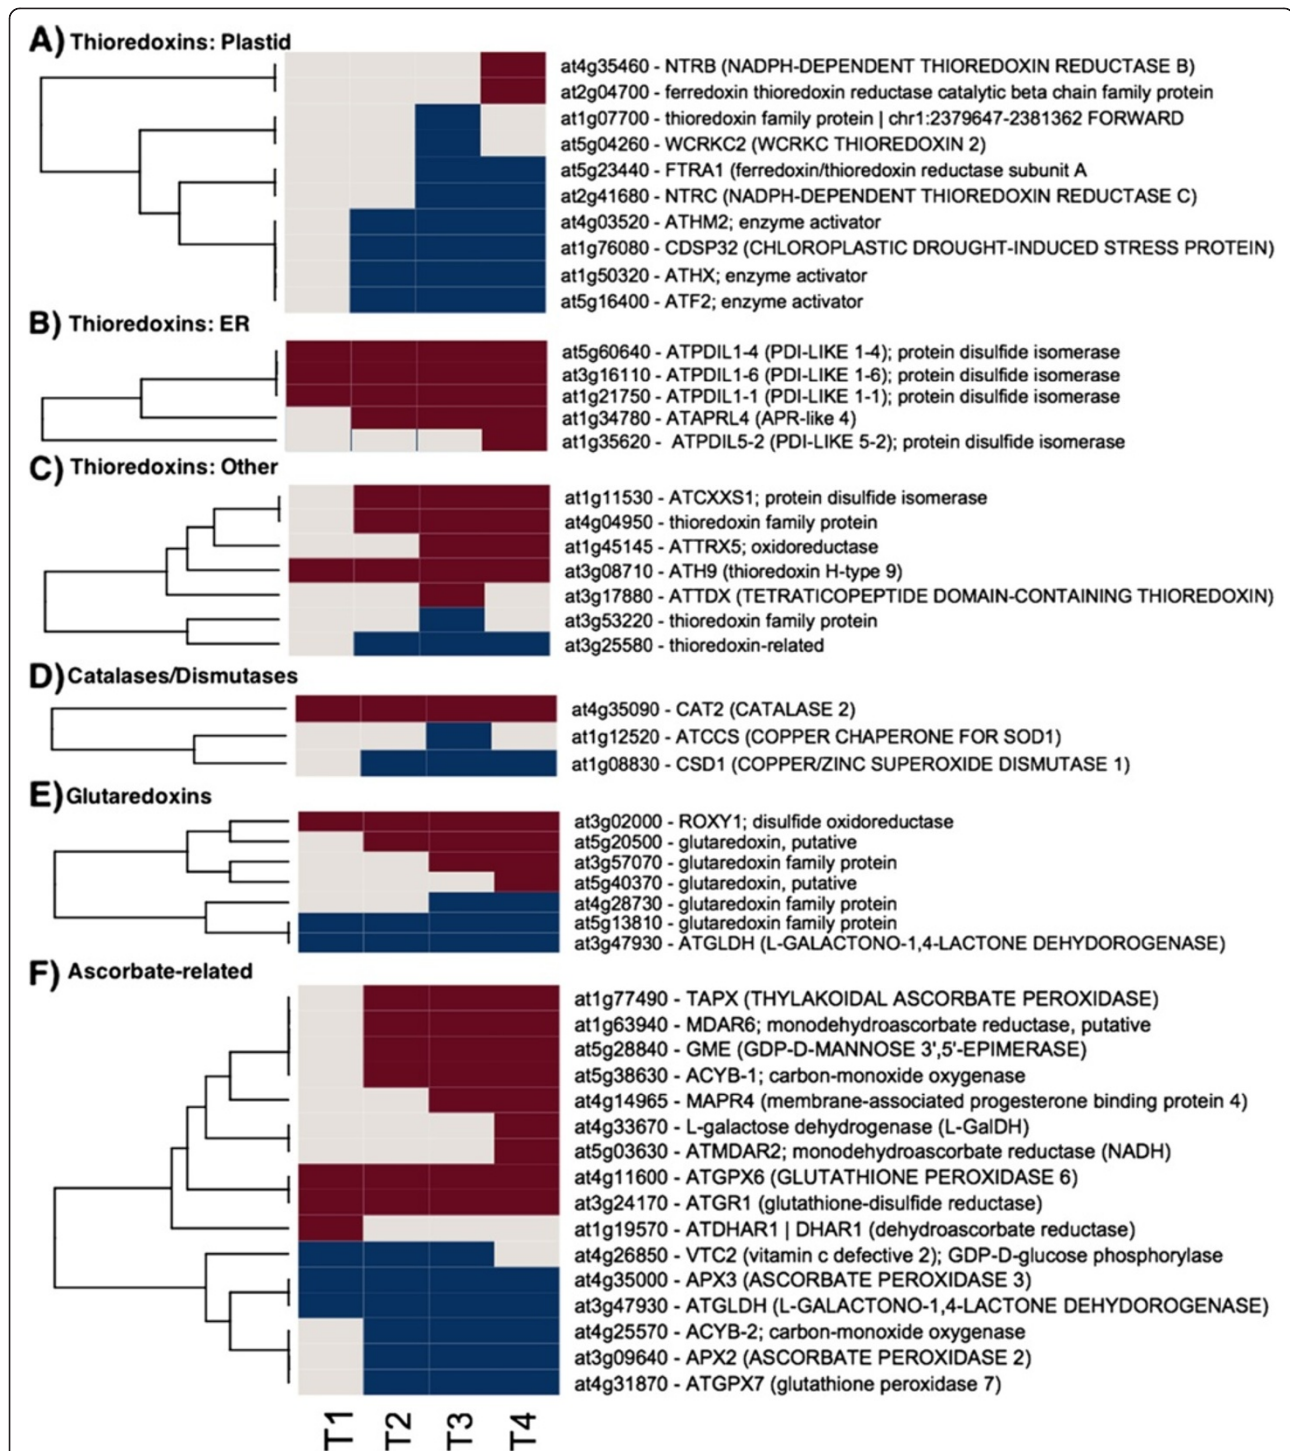 A) Thioredoxins: Plastid
at4g35460 - NTRB (NADPH-DEPENDENT THIOREDOXIN REDUCTASE B)
at2g04700 - ferredoxin thioredoxin reductase catalytic beta chain family protein
at1g07700 - thioredoxin family protein | chr1:2379647-2381362 FORWARD
at5g04260 - WCRKC2 (WCRKC THIOREDOXIN 2)
at5g23440 - FTRA1 (ferredoxin/thioredoxin reductase subunit A
at2g41680 - NTRC (NADPH-DEPENDENT THIOREDOXIN REDUCTASE C)
at4g03520 - ATHM2; enzyme activator
at1g76080 - CDSP32 (CHLOROPLASTIC DROUGHT-INDUCED STRESS PROTEIN)
at1g50320 - ATHX; enzyme activator
at5g16400 - ATF2; enzyme activator
B) Thioredoxins: ER
at5g60640 - ATPDIL1-4 (PDI-LIKE 1-4); protein disulfide isomerase
at3g16110 - ATPDIL1-6 (PDI-LIKE 1-6); protein disulfide isomerase
at1g21750 - ATPDIL1-1 (PDI-LIKE 1-1); protein disulfide isomerase
at1g34780 - ATAPRL4 (APR-like 4)
at1g35620 - ATPDIL5-2 (PDI-LIKE 5-2); protein disulfide isomerase
C) Thioredoxins: Other
at1g11530 - ATCXXS1; protein disulfide isomerase
at4g04950 - thioredoxin family protein
at1g45145 - ATTRX5; oxidoreductase
at3g08710 - ATH9 (thioredoxin H-type 9)
at3g17880 - ATTDX (TETRATICOPEPTIDE DOMAIN-CONTAINING THIOREDOXIN)
at3g53220 - thioredoxin family protein
at3g25580 - thioredoxin-related
D) Catalases/Dismutases
at4g35090 - CAT2 (CATALASE 2)
at1g12520 - ATCCS (COPPER CHAPERONE FOR SOD1)
at1g08830 - CSD1 (COPPER/ZINC SUPEROXIDE DISMUTASE 1)
E) Glutaredoxins
at3g02000 - ROXY1; disulfide oxidoreductase
at5g20500 - glutaredoxin, putative
at3g57070 - glutaredoxin family protein
at5g40370 - glutaredoxin, putative
at4g28730 - glutaredoxin family protein
at5g13810 - glutaredoxin family protein
at3g47930 - ATGLDH (L-GALACTONO-1,4-LACTONE DEHYDOROGENASE)
F) Ascorbate-related
at1g77490 - TAPX (THYLAKOIDAL ASCORBATE PEROXIDASE)
at1g63940 - MDAR6; monodehydroascorbate reductase, putative
at5g28840 - GME (GDP-D-MANNOSE 3',5'-EPIMERASE)
at5g38630 - ACYB-1; carbon-monoxide oxygenase
at4g14965 - MAPR4 (membrane-associated progesterone binding protein 4)
at4g33670 - L-galactose dehydrogenase (L-GalDH)
at5g03630 - ATMDAR2; monodehydroascorbate reductase (NADH)
at4g11600 - ATGPX6 (GLUTATHIONE PEROXIDASE 6)
at3g24170 - ATGR1 (glutathione-disulfide reductase)
at1g19570 - ATDHAR1 | DHAR1 (dehydroascorbate reductase)
at4g26850 - VTC2 (vitamin c defective 2); GDP-D-glucose phosphorylase
at4g35000 - APX3 (ASCORBATE PEROXIDASE 3)
at3g47930 - ATGLDH (L-GALACTONO-1,4-LACTONE DEHYDOROGENASE)
at4g25570 - ACYB-2; carbon-monoxide oxygenase
at3g09640 - APX2 (ASCORBATE PEROXIDASE 2)
at4g31870 - ATGPX7 (glutathione peroxidase 7)
T1 T2 T3 T4